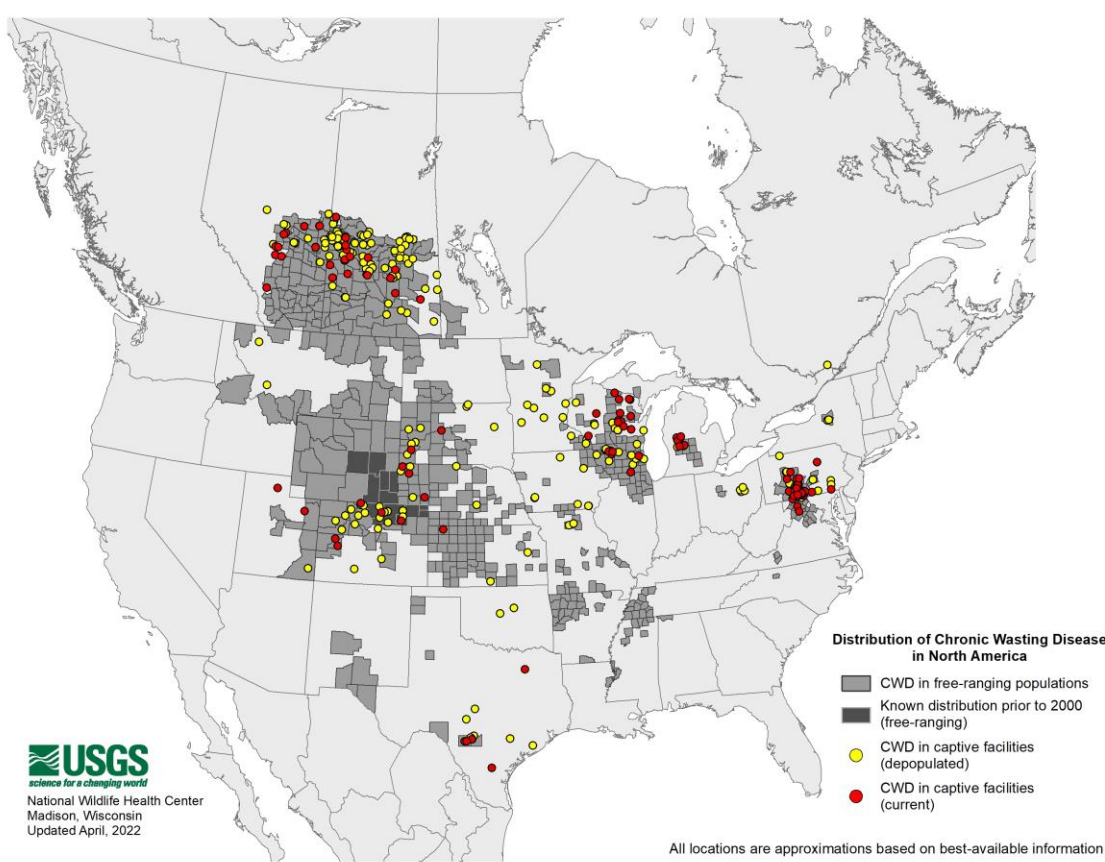 Distribution of Chronic Wasting Disease
in North America
CWD in free-ranging populations
Known distribution prior to 2000
(free-ranging)
CWD in captive facilities
(depopulated)
CWD in captive facilities
(current)
USGS
science for a changing world
National Wildlife Health Center
Madison, Wisconsin
Updated April, 2022
All locations are approximations based on best-available information